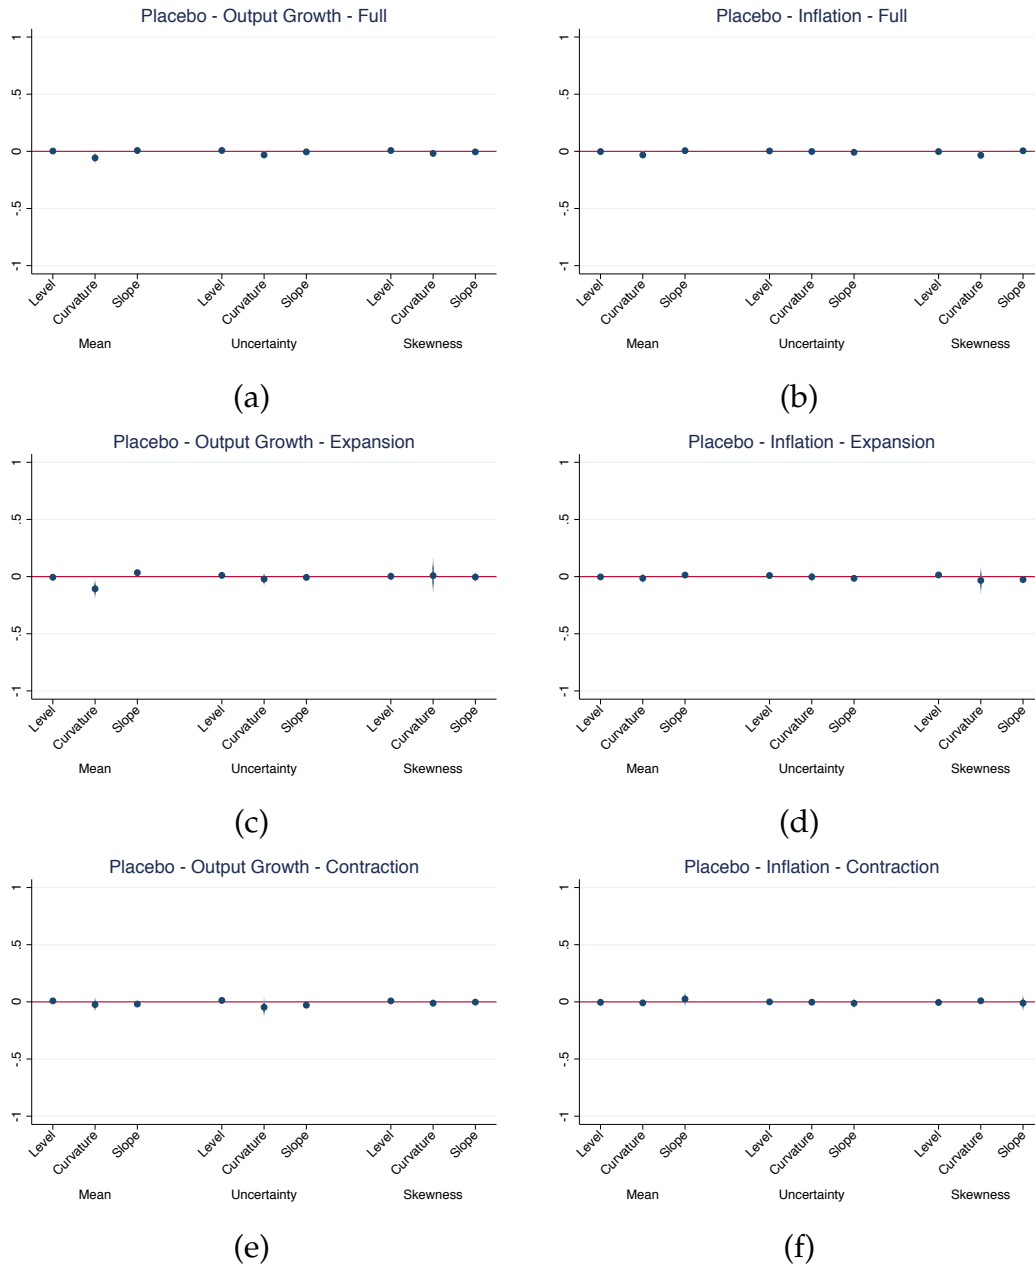 Placebo - Output Growth - Full
1
.5
0
-.5
-1
Level
Curvature
Slope
Level
Curvature
Slope
Level
Curvature
Slope
Mean
Uncertainty
Skewness
(a)
Placebo - Inflation - Full
1
.5
0
-.5
-1
Level
Curvature
Slope
Level
Curvature
Slope
Level
Curvature
Slope
Mean
Uncertainty
Skewness
(b)
Placebo - Output Growth - Expansion
1
.5
0
-.5
-1
Level
Curvature
Slope
Level
Curvature
Slope
Level
Curvature
Slope
Mean
Uncertainty
Skewness
(c)
Placebo - Inflation - Expansion
1
.5
0
-.5
-1
Level
Curvature
Slope
Level
Curvature
Slope
Level
Curvature
Slope
Mean
Uncertainty
Skewness
(d)
Placebo - Output Growth - Contraction
1
.5
0
-.5
-1
Level
Curvature
Slope
Level
Curvature
Slope
Level
Curvature
Slope
Mean
Uncertainty
Skewness
(e)
Placebo - Inflation - Contraction
1
.5
0
-.5
-1
Level
Curvature
Slope
Level
Curvature
Slope
Level
Curvature
Slope
Mean
Uncertainty
Skewness
(f)